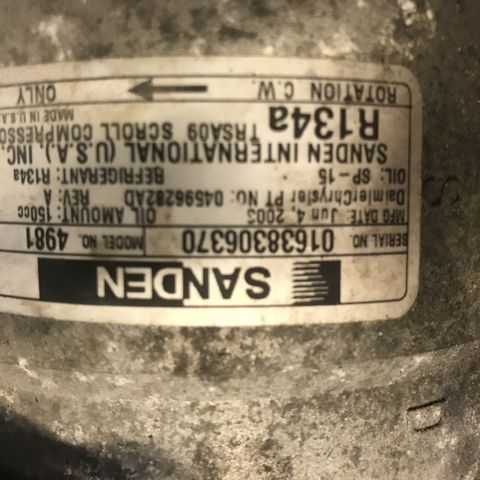 SANDEN
SERIAL NO. 01638306370 MODEL NO. 4981
MFG DATE: Jun, 4, 2003 OIL AMOUNT: 150cc
DaimlerChrysler PT NO: 04596282AD REV: A
OIL: SP-15 REFRIGERANT: R134a
SANDEN INTERNATIONAL (U.S.A.), INC.
R134a TRSA09 SCROLL COMPRESSO
MADE IN U.S.A
ROTATION C.W. ONLY
S
U